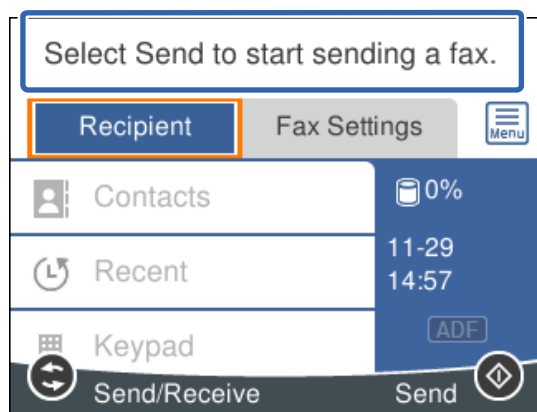 Select Send to start sending a fax.
Recipient
Fax Settings
Menu
Contacts
0%
Recent
11-29
14:57
Keypad
ADF
Send/Receive
Send